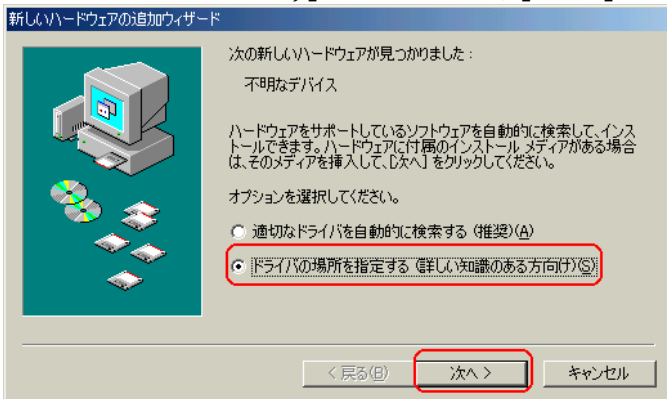 新しいハードウェアの追加ウィザード
次の新しいハードウェアが見つかりました :
不明なデバイス
ハードウェアをサポートしているソフトウェアを自動的に検索して、インス
トールできます。ハードウェアに付属のインストール メディアがある場合
は、そのメディアを挿入して、[次へ] をクリックしてください。
オプションを選択してください。
適切なドライバを自動的に検索する (推奨)(A)
ドライバの場所を指定する (詳しい知識のある方向け)(S)
< 戻る(B)
次へ >
キャンセル